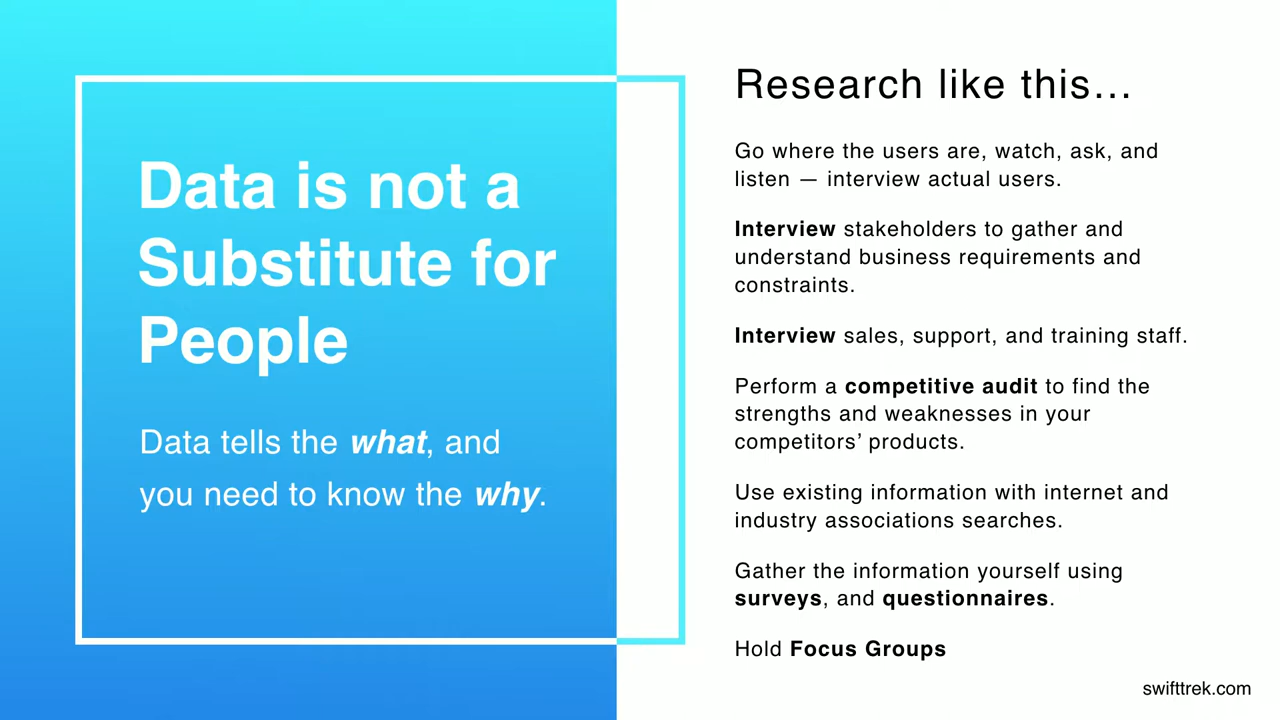 Data is not a
Substitute for
People
Data tells the what, and
you need to know the why.
Research like this…
Go where the users are, watch, ask, and
listen — interview actual users.
Interview stakeholders to gather and
understand business requirements and
constraints.
Interview sales, support, and training staff.
Perform a competitive audit to find the
strengths and weaknesses in your
competitors’ products.
Use existing information with internet and
industry associations searches.
Gather the information yourself using
surveys, and questionnaires.
Hold Focus Groups
swifttrek.com